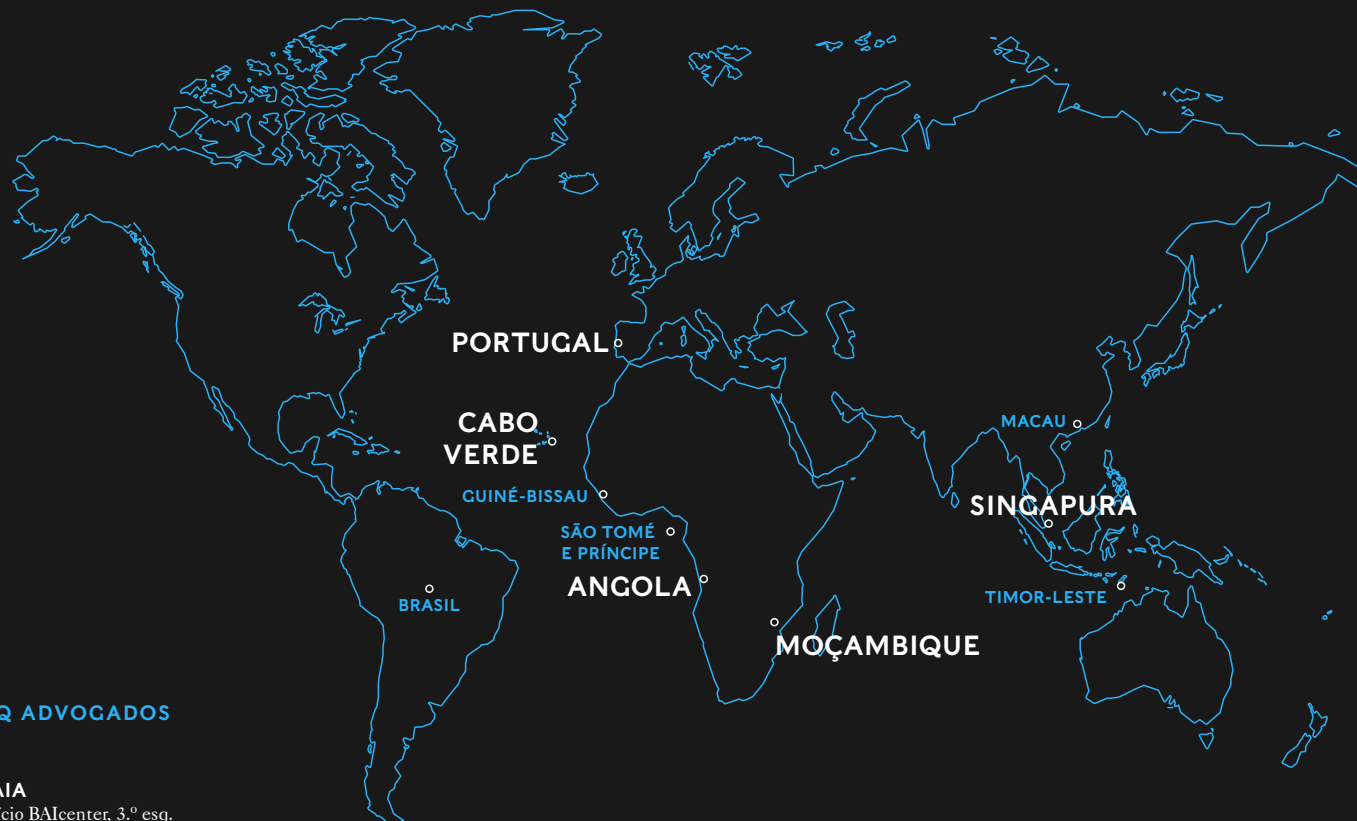 PORTUGAL
CABO
VERDE
MACAU
GUINÉ-BISSAU
SINGAPURA
SÃO TOMÉ
E PRÍNCIPE
ANGOLA
BRASIL
TIMOR-LESTE
MOÇAMBIQUE
Q ADVOGADOS
AIA
cio BAIcenter, 3.º esq.